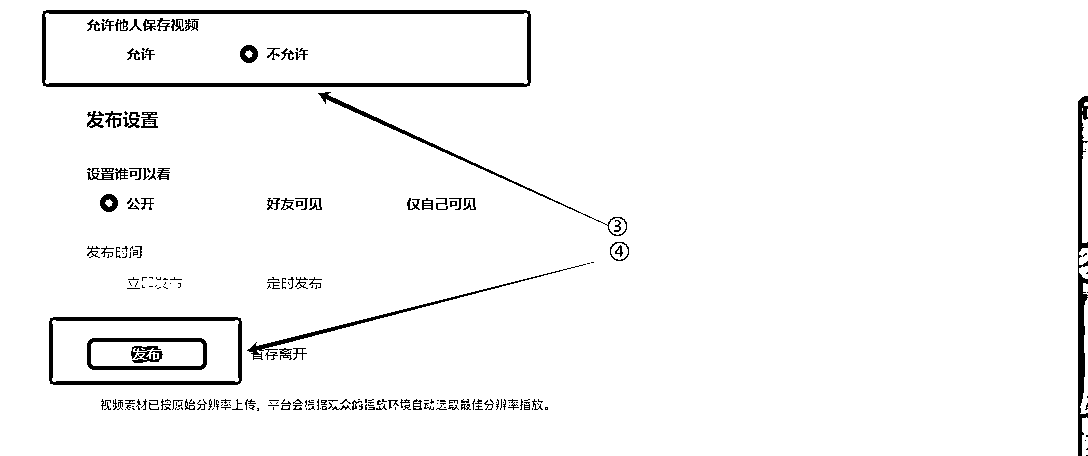 允许他人保存视频
允许 不允许
发布设置
设置谁可以看
公开 好友可见 仅自己可见
③
④
发布时间
立即发布 定时发布
发布 暂存离开
视频素材已按原始分辨率上传，平台会根据观众的播放环境自动选取最佳分辨率播放。